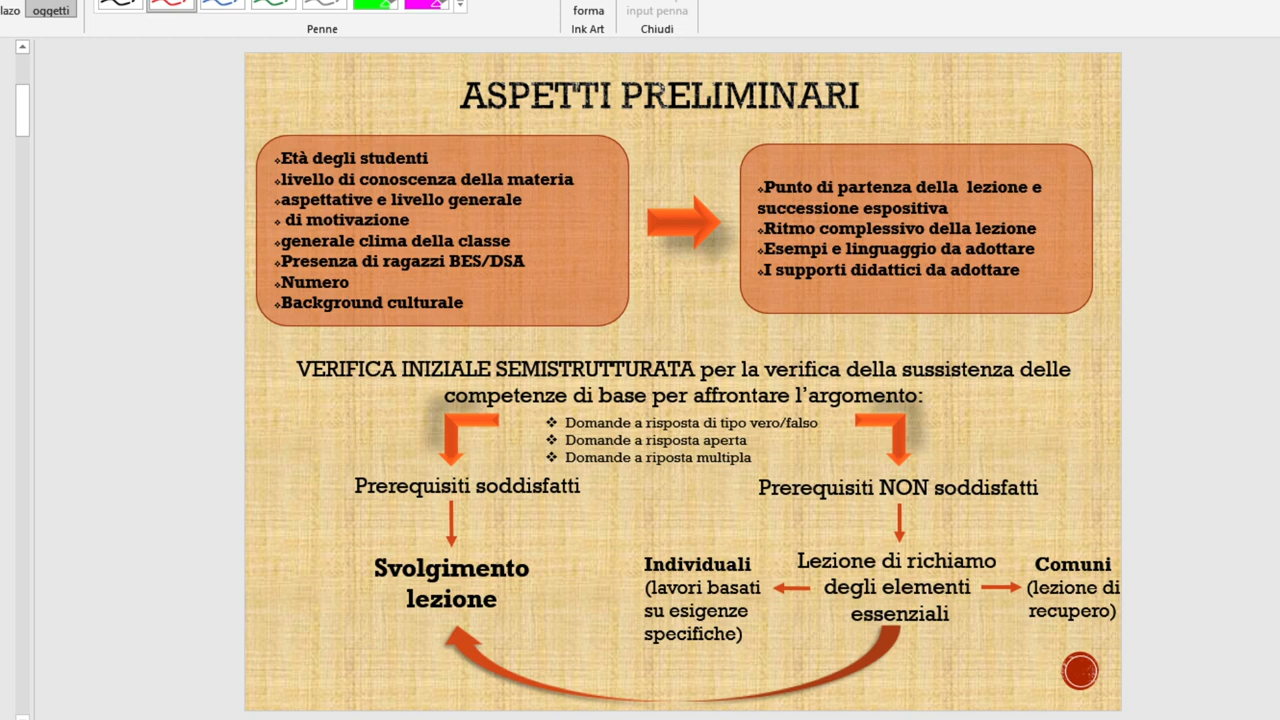 lazo
oggetti
forma
input penna
Penne
Ink Art
Chiudi
ASPETTI PRELIMINARI
❖Età degli studenti
❖livello di conoscenza della materia
❖aspettative e livello generale
❖ di motivazione
❖generale clima della classe
❖Presenza di ragazzi BES/DSA
❖Numero
❖Background culturale
❖Punto di partenza della  lezione e
successione espositiva
❖Ritmo complessivo della lezione
❖Esempi e linguaggio da adottare
❖I supporti didattici da adottare
VERIFICA INIZIALE SEMISTRUTTURATA per la verifica della sussistenza delle
competenze di base per affrontare l’argomento:
❖ Domande a risposta di tipo vero/falso
❖ Domande a risposta aperta
❖ Domande a riposta multipla
Prerequisiti soddisfatti
Prerequisiti NON soddisfatti
Svolgimento
lezione
Individuali
(lavori basati
su esigenze
specifiche)
Lezione di richiamo
degli elementi
essenziali
Comuni
(lezione di
recupero)